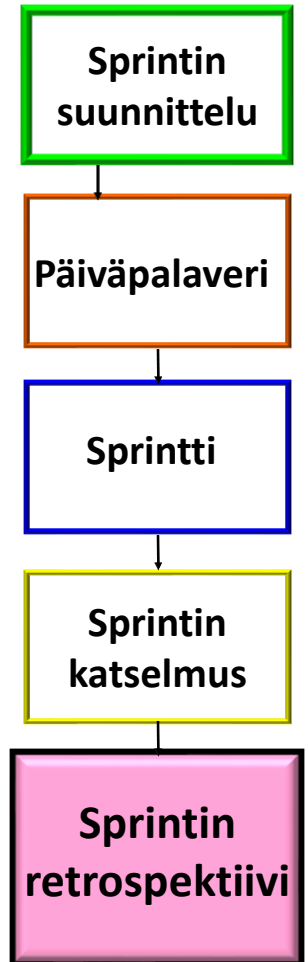 Sprintin
suunnittelu
Päiväpalaveri
Sprintti
Sprintin
katselmus
Sprintin
retrospektiivi